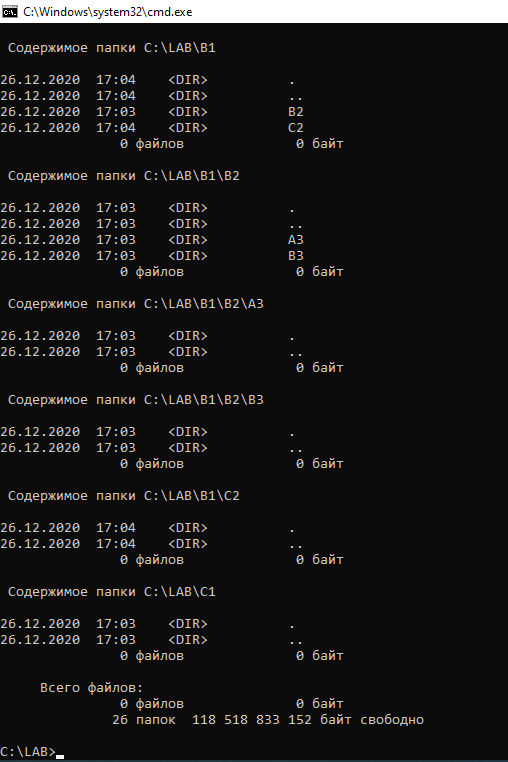 C:\Windows\system32\cmd.exe
Содержимое папки C:\LAB\B1
26.12.2020  17:04    <DIR>          .
26.12.2020  17:04    <DIR>          ..
26.12.2020  17:03    <DIR>          B2
26.12.2020  17:04    <DIR>          C2
0 файлов              0 байт
Содержимое папки C:\LAB\B1\B2
26.12.2020  17:03    <DIR>          .
26.12.2020  17:03    <DIR>          ..
26.12.2020  17:03    <DIR>          A3
26.12.2020  17:03    <DIR>          B3
0 файлов              0 байт
Содержимое папки C:\LAB\B1\B2\A3
26.12.2020  17:03    <DIR>          .
26.12.2020  17:03    <DIR>          ..
0 файлов              0 байт
Содержимое папки C:\LAB\B1\B2\B3
26.12.2020  17:03    <DIR>          .
26.12.2020  17:03    <DIR>          ..
0 файлов              0 байт
Содержимое папки C:\LAB\B1\C2
26.12.2020  17:04    <DIR>          .
26.12.2020  17:04    <DIR>          ..
0 файлов              0 байт
Содержимое папки C:\LAB\C1
26.12.2020  17:03    <DIR>          .
26.12.2020  17:03    <DIR>          ..
0 файлов              0 байт
Всего файлов:
0 файлов              0 байт
26 папок  118 518 833 152 байт свободно
C:\LAB>